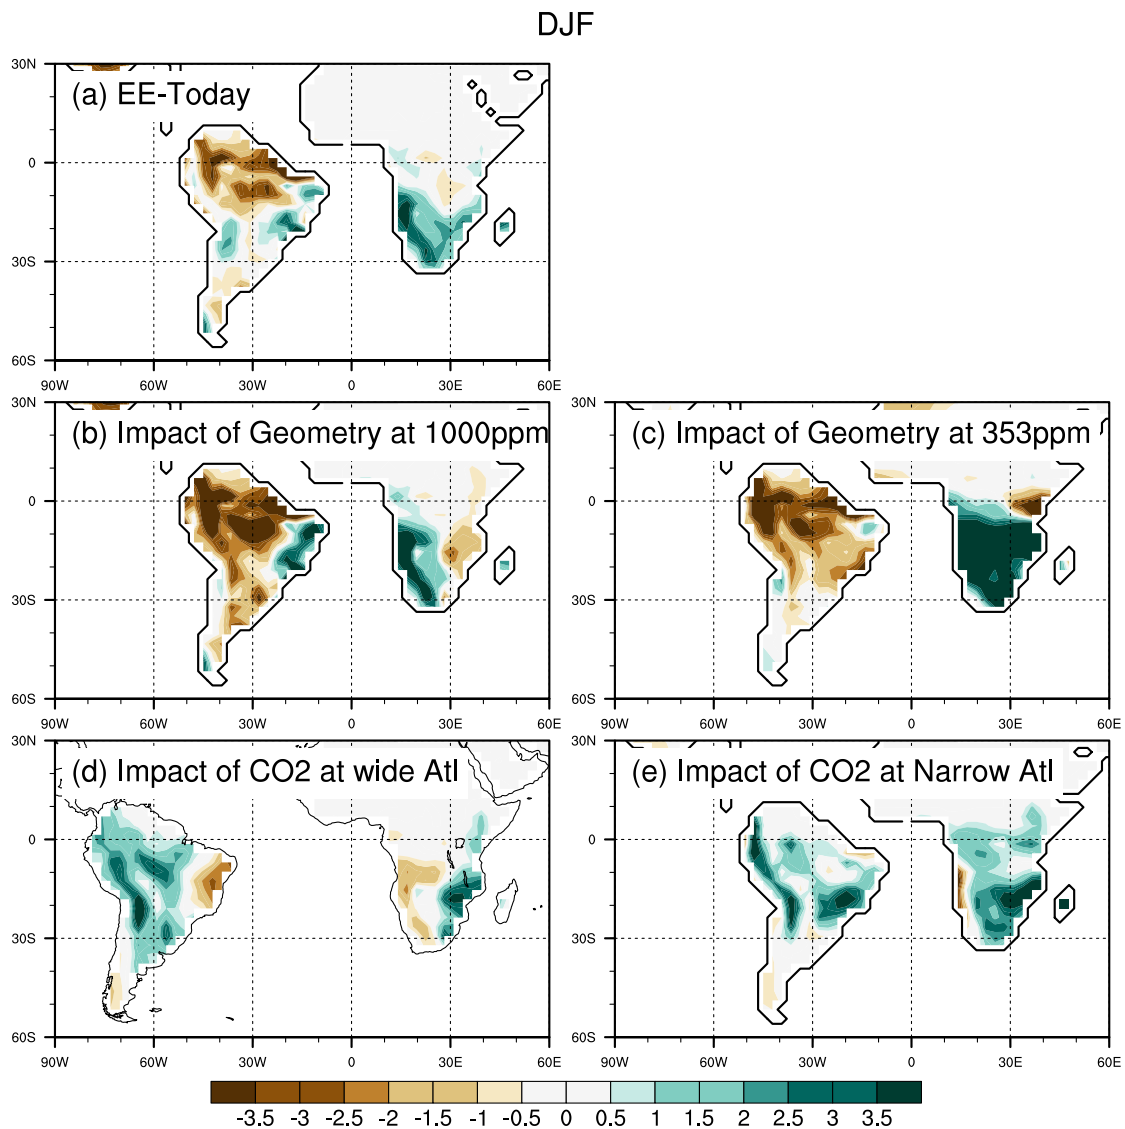 DJF
30N
(a) EE-Today
0
30S
60S
90W 60W 30W 0 30E 60E
30N 30N
(b) Impact of Geometry at 1000ppm (c) Impact of Geometry at 353ppm
0 0
30S 30S
60S 60S
90W 60W 30W 0 30E 60E 90W 60W 30W 0 30E 60E
30N 30N
(d) Impact of CO2 at wide Atl (e) Impact of CO2 at Narrow Atl
0 0
30S 30S
60S 60S
90W 60W 30W 0 30E 60E 90W 60W 30W 0 30E 60E
-3.5 -3 -2.5 -2 -1.5 -1 -0.5 0 0.5 1 1.5 2 2.5 3 3.5